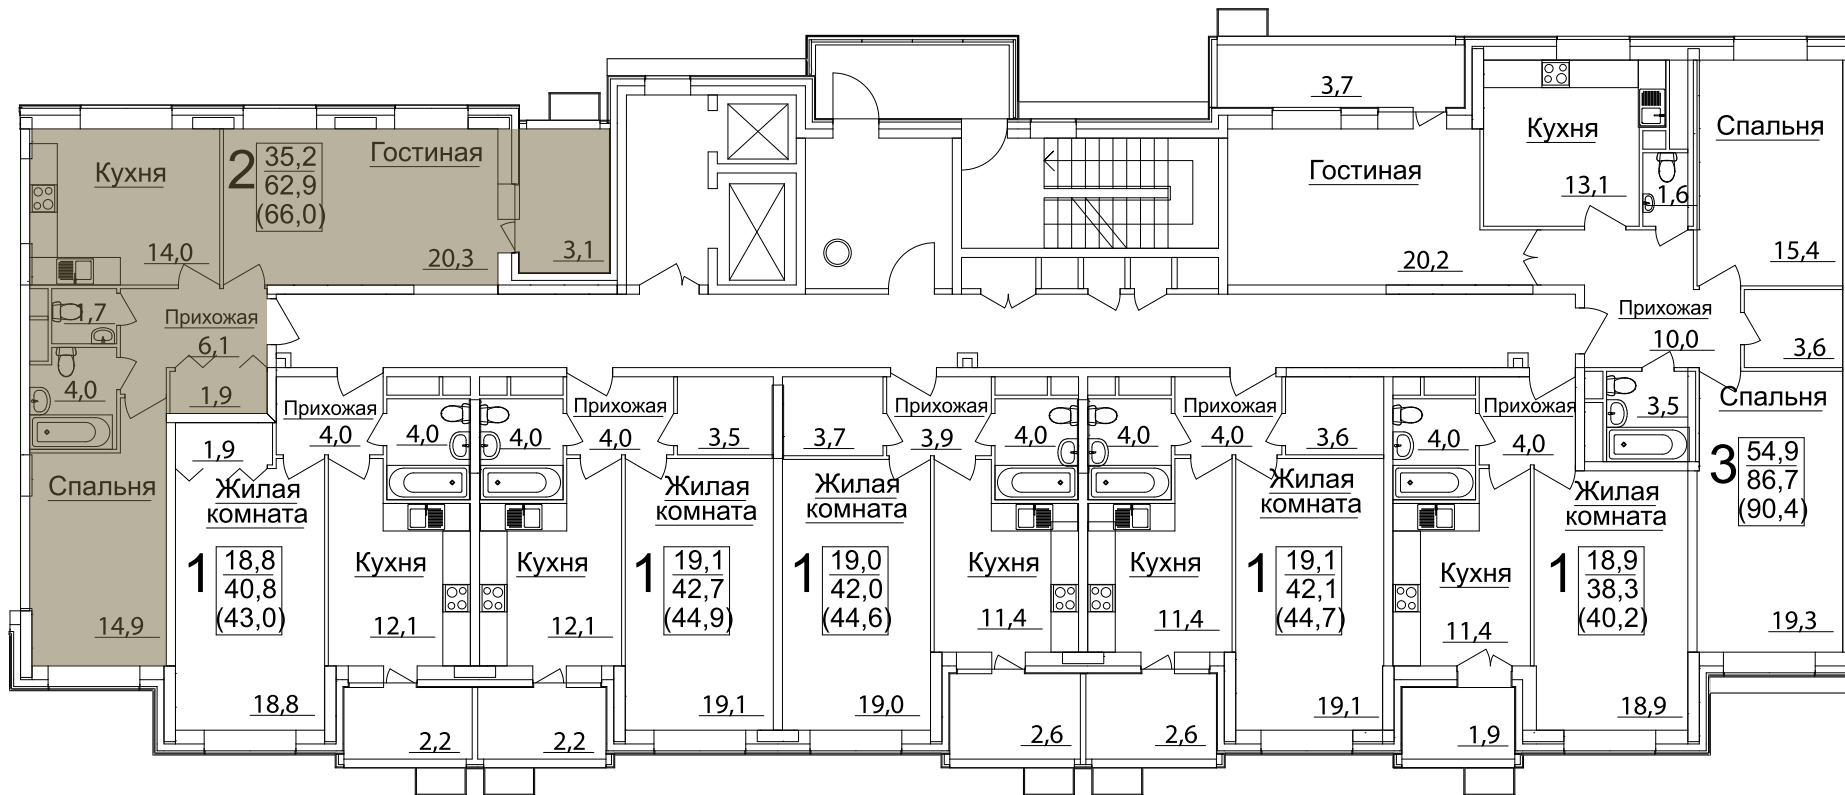 3,7
Кухня
14,0
2
35,2
62,9
(66,0)
Гостиная
20,3
3,1
Гостиная
20,2
Кухня
13,1
1,6
Спальня
15,4
1,7
Прихожая
6,1
4,0
1,9
Прихожая
10,0
3,6
Спальня
14,9
1,9
Прихожая
4,0
4,0
4,0
Прихожая
4,0
3,5
3,7
Прихожая
3,9
4,0
4,0
Прихожая
4,0
3,6
4,0
Прихожая
4,0
3,5
Спальня
3
54,9
86,7
(90,4)
19,3
Жилая
комната
1
18,8
40,8
(43,0)
18,8
Кухня
12,1
Кухня
12,1
Жилая
комната
1
19,1
42,7
(44,9)
19,1
Жилая
комната
1
19,0
42,0
(44,6)
19,0
Кухня
11,4
Кухня
11,4
Жилая
комната
1
19,1
42,1
(44,7)
19,1
Кухня
11,4
Жилая
комната
1
18,9
38,3
(40,2)
18,9
2,2
2,2
2,6
2,6
1,9